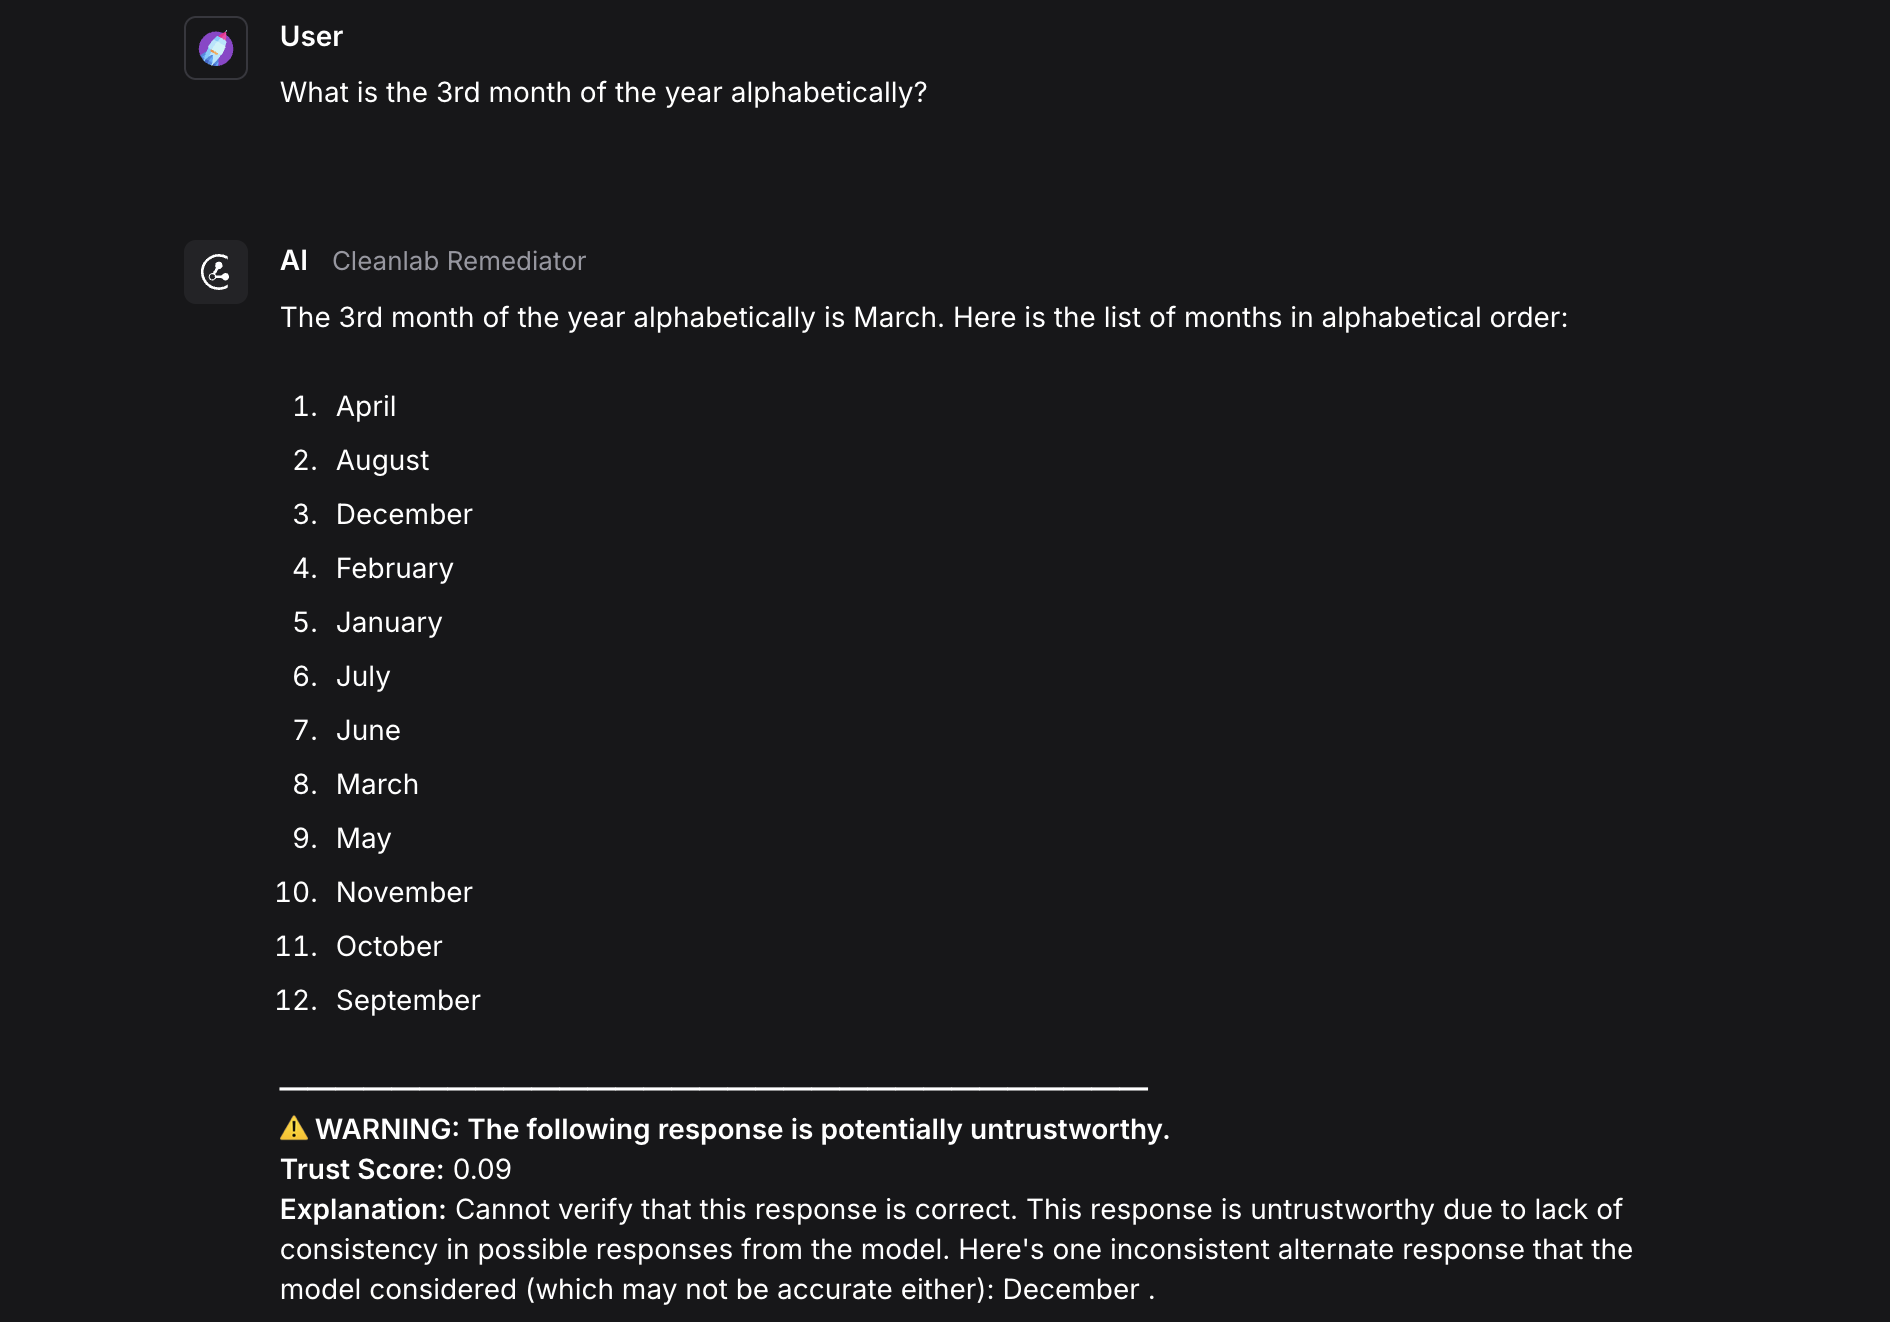 User
What is the 3rd month of the year alphabetically?
AI Cleanlab Remediator
The 3rd month of the year alphabetically is March. Here is the list of months in alphabetical order:
1. April
2. August
3. December
4. February
5. January
6. July
7. June
8. March
9. May
10. November
11. October
12. September
⚠️ WARNING: The following response is potentially untrustworthy.
Trust Score: 0.09
Explanation: Cannot verify that this response is correct. This response is untrustworthy due to lack of
consistency in possible responses from the model. Here's one inconsistent alternate response that the
model considered (which may not be accurate either): December .